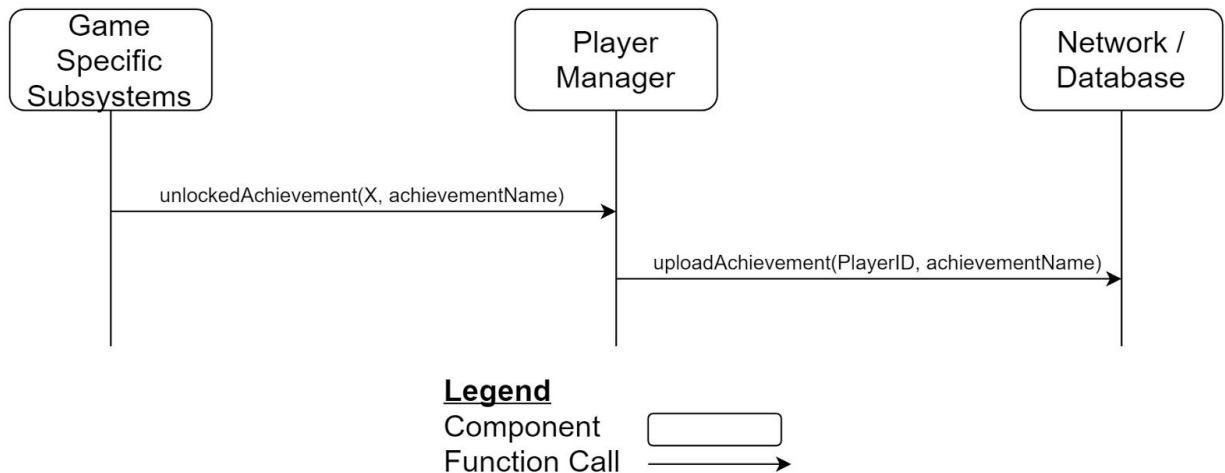 Game
Specific
Subsystems
Player
Manager
Network /
Database
unlockedAchievement(X, achievementName)
uploadAchievement(PlayerID, achievementName)
Legend
Component
Function Call